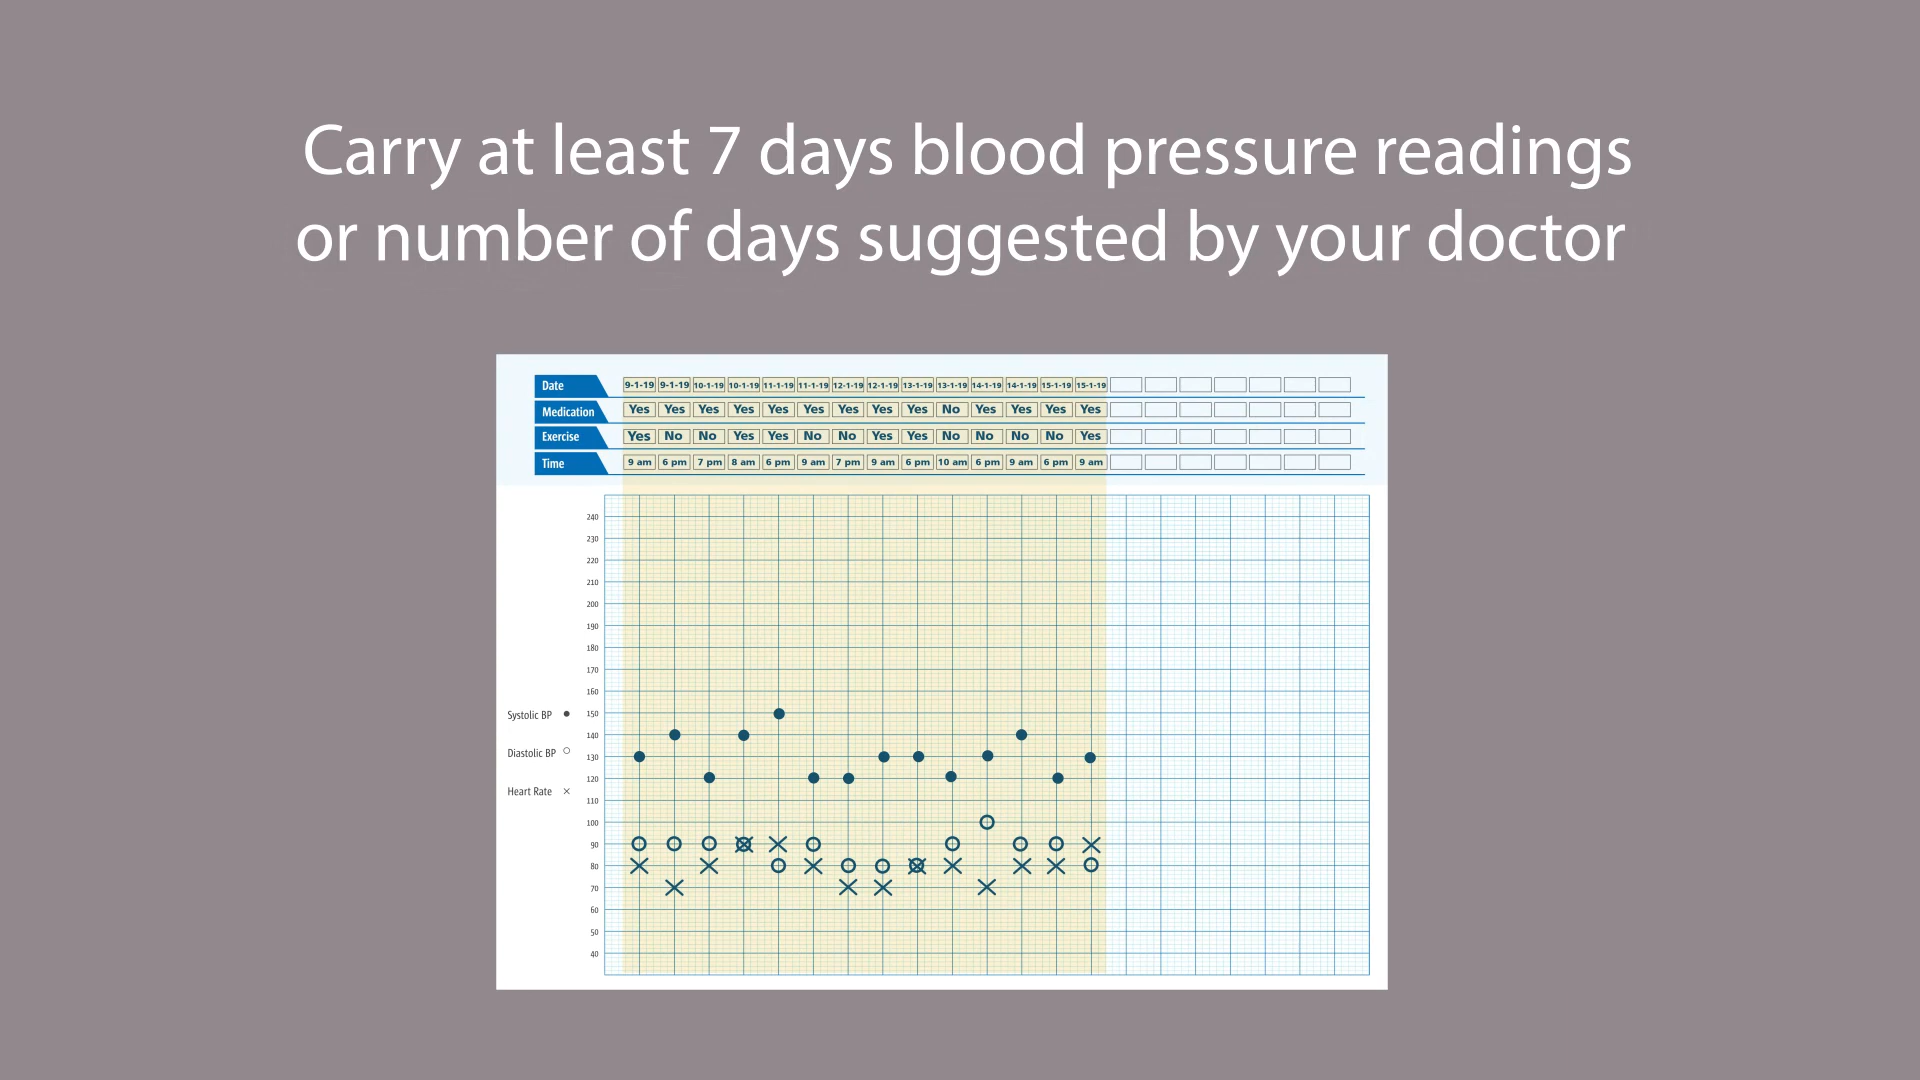 Carry at least 7 days blood pressure readings
or number of days suggested by your doctor
Date 9-1-19 9-1-19 10-1-19 10-1-19 11-1-19 11-1-19 12-1-19 12-1-19 13-1-19 13-1-19 14-1-19 14-1-19 15-1-19 15-1-19
Medication Yes Yes Yes Yes Yes Yes Yes Yes Yes No Yes Yes Yes Yes
Exercise Yes No No Yes Yes No No Yes Yes No No No No Yes
Time 9 am 6 pm 7 pm 8 am 6 pm 9 am 7 pm 9 am 6 pm 10 am 6 pm 9 am 6 pm 9 am
240
230
220
210
200
190
180
170
160
150
140
130
120
110
100
90
80
70
60
50
40
Systolic BP
Diastolic BP
Heart Rate